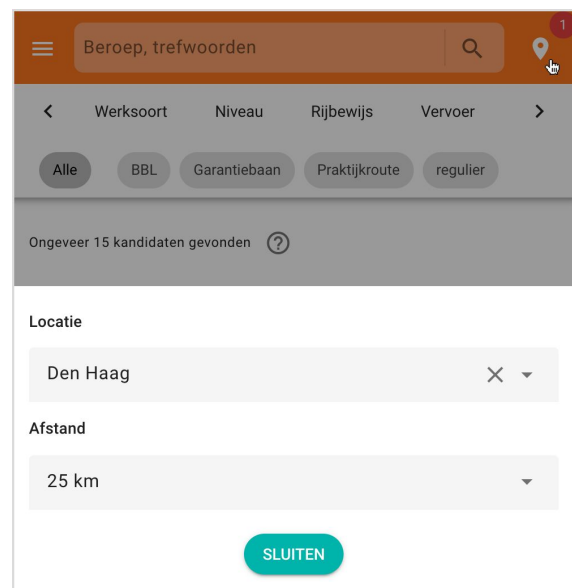 1
Beroep, trefwoorden
Werksoort Niveau Rijbewijs Vervoer
Alle BBL Garantiebaan Praktijkroute regulier
Ongeveer 15 kandidaten gevonden ?
Locatie
Den Haag
Afstand
25 km
SLUITEN